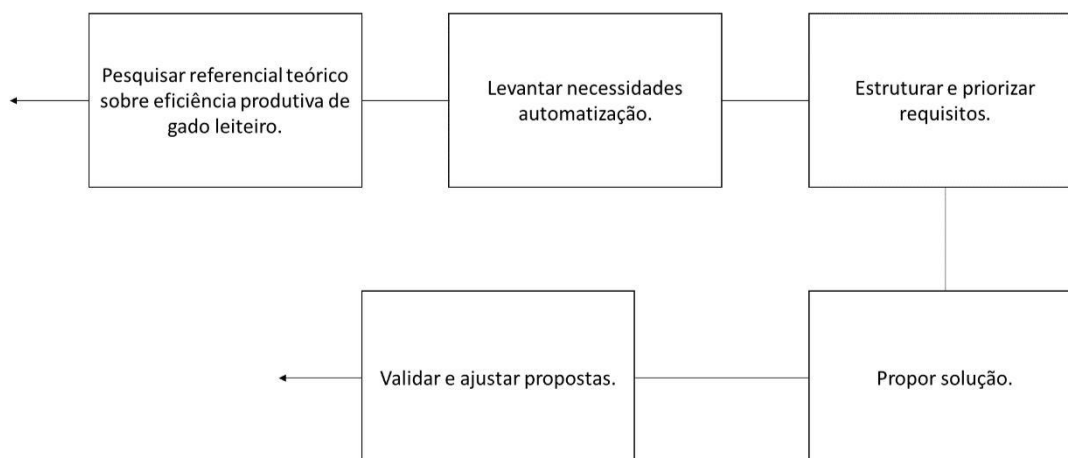 Pesquisar referencial teórico
sobre eficiência produtiva de
gado leiteiro.
Levantar necessidades
automatização.
Estruturar e priorizar
requisitos.
Propor solução.
Validar e ajustar propostas.